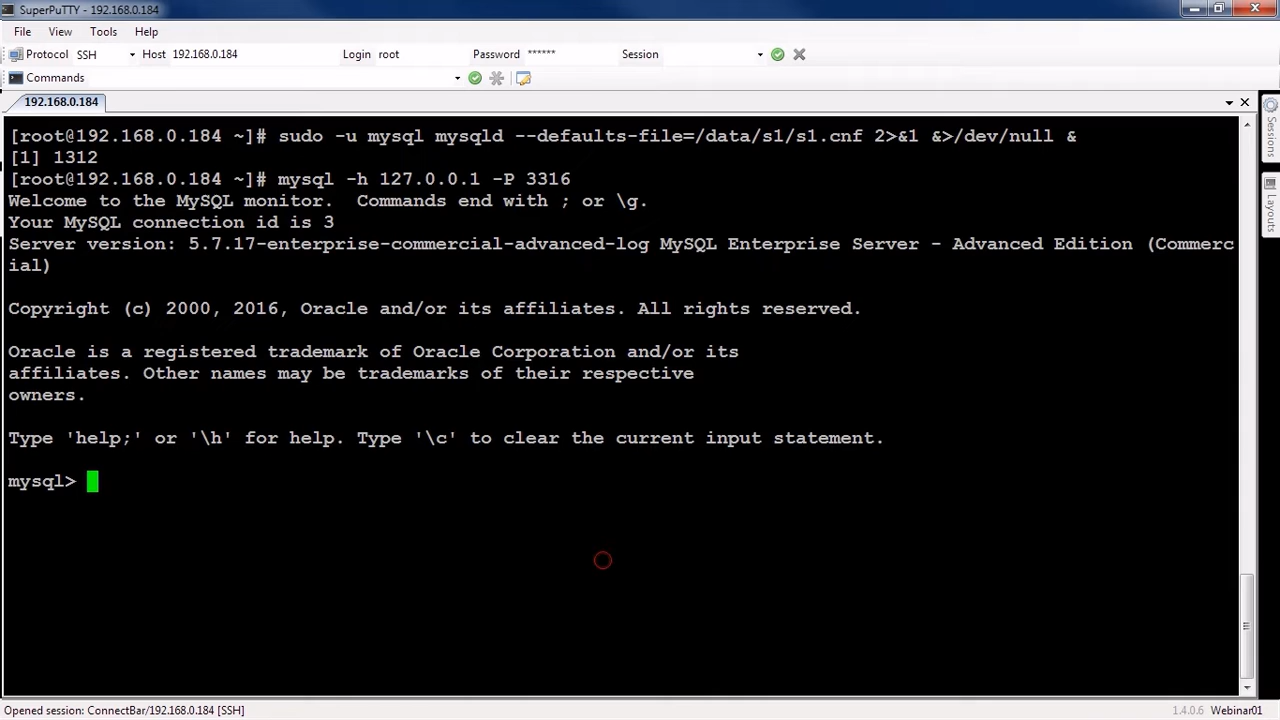 SuperPuTTY - 192.168.0.184
File View Tools Help
Protocol SSH Host 192.168.0.184 Login root Password ****** Session
Commands
192.168.0.184
[root@192.168.0.184 ~]# sudo -u mysql mysqld --defaults-file=/data/s1/s1.cnf 2>&1 &>/dev/null &
[1] 1312
[root@192.168.0.184 ~]# mysql -h 127.0.0.1 -P 3316
Welcome to the MySQL monitor.  Commands end with ; or \g.
Your MySQL connection id is 3
Server version: 5.7.17-enterprise-commercial-advanced-log MySQL Enterprise Server - Advanced Edition (Commerc
ial)
Copyright (c) 2000, 2016, Oracle and/or its affiliates. All rights reserved.
Oracle is a registered trademark of Oracle Corporation and/or its
affiliates. Other names may be trademarks of their respective
owners.
Type 'help;' or '\h' for help. Type '\c' to clear the current input statement.
mysql>
Sessions
Layouts
Opened session: ConnectBar/192.168.0.184 [SSH] 1.4.0.6 Webinar01